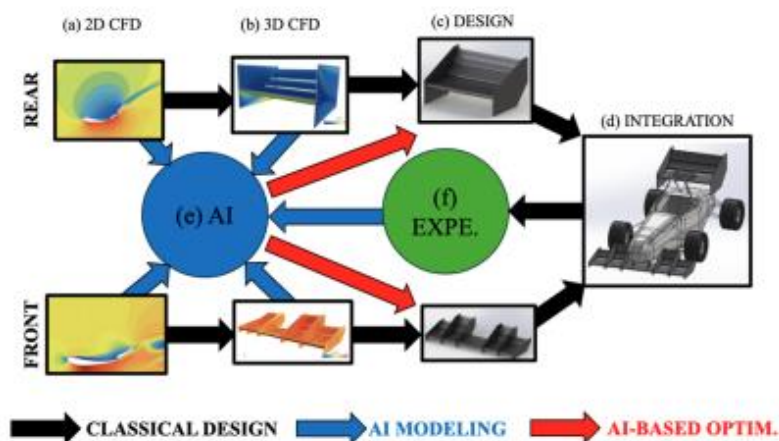 (a) 2D CFD
(b) 3D CFD
(c) DESIGN
REAR
(d) INTEGRATION
(e) AI
(f)
EXPE.
FRONT
CLASSICAL DESIGN
AI MODELING
AI-BASED OPTIM.